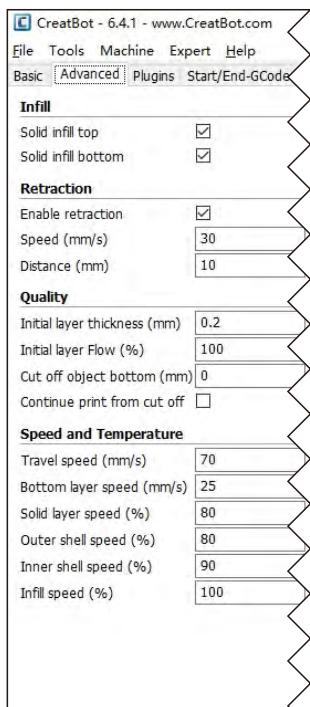 CreatBot - 6.4.1 - www.CreatBot.com
File Tools Machine Expert Help
Basic Advanced Plugins Start/End-GCode
Infill
Solid infill top
Solid infill bottom
Retraction
Enable retraction
Speed (mm/s) 30
Distance (mm) 10
Quality
Initial layer thickness (mm) 0.2
Initial layer Flow (%) 100
Cut off object bottom (mm) 0
Continue print from cut off
Speed and Temperature
Travel speed (mm/s) 70
Bottom layer speed (mm/s) 25
Solid layer speed (%) 80
Outer shell speed (%) 80
Inner shell speed (%) 90
Infill speed (%) 100